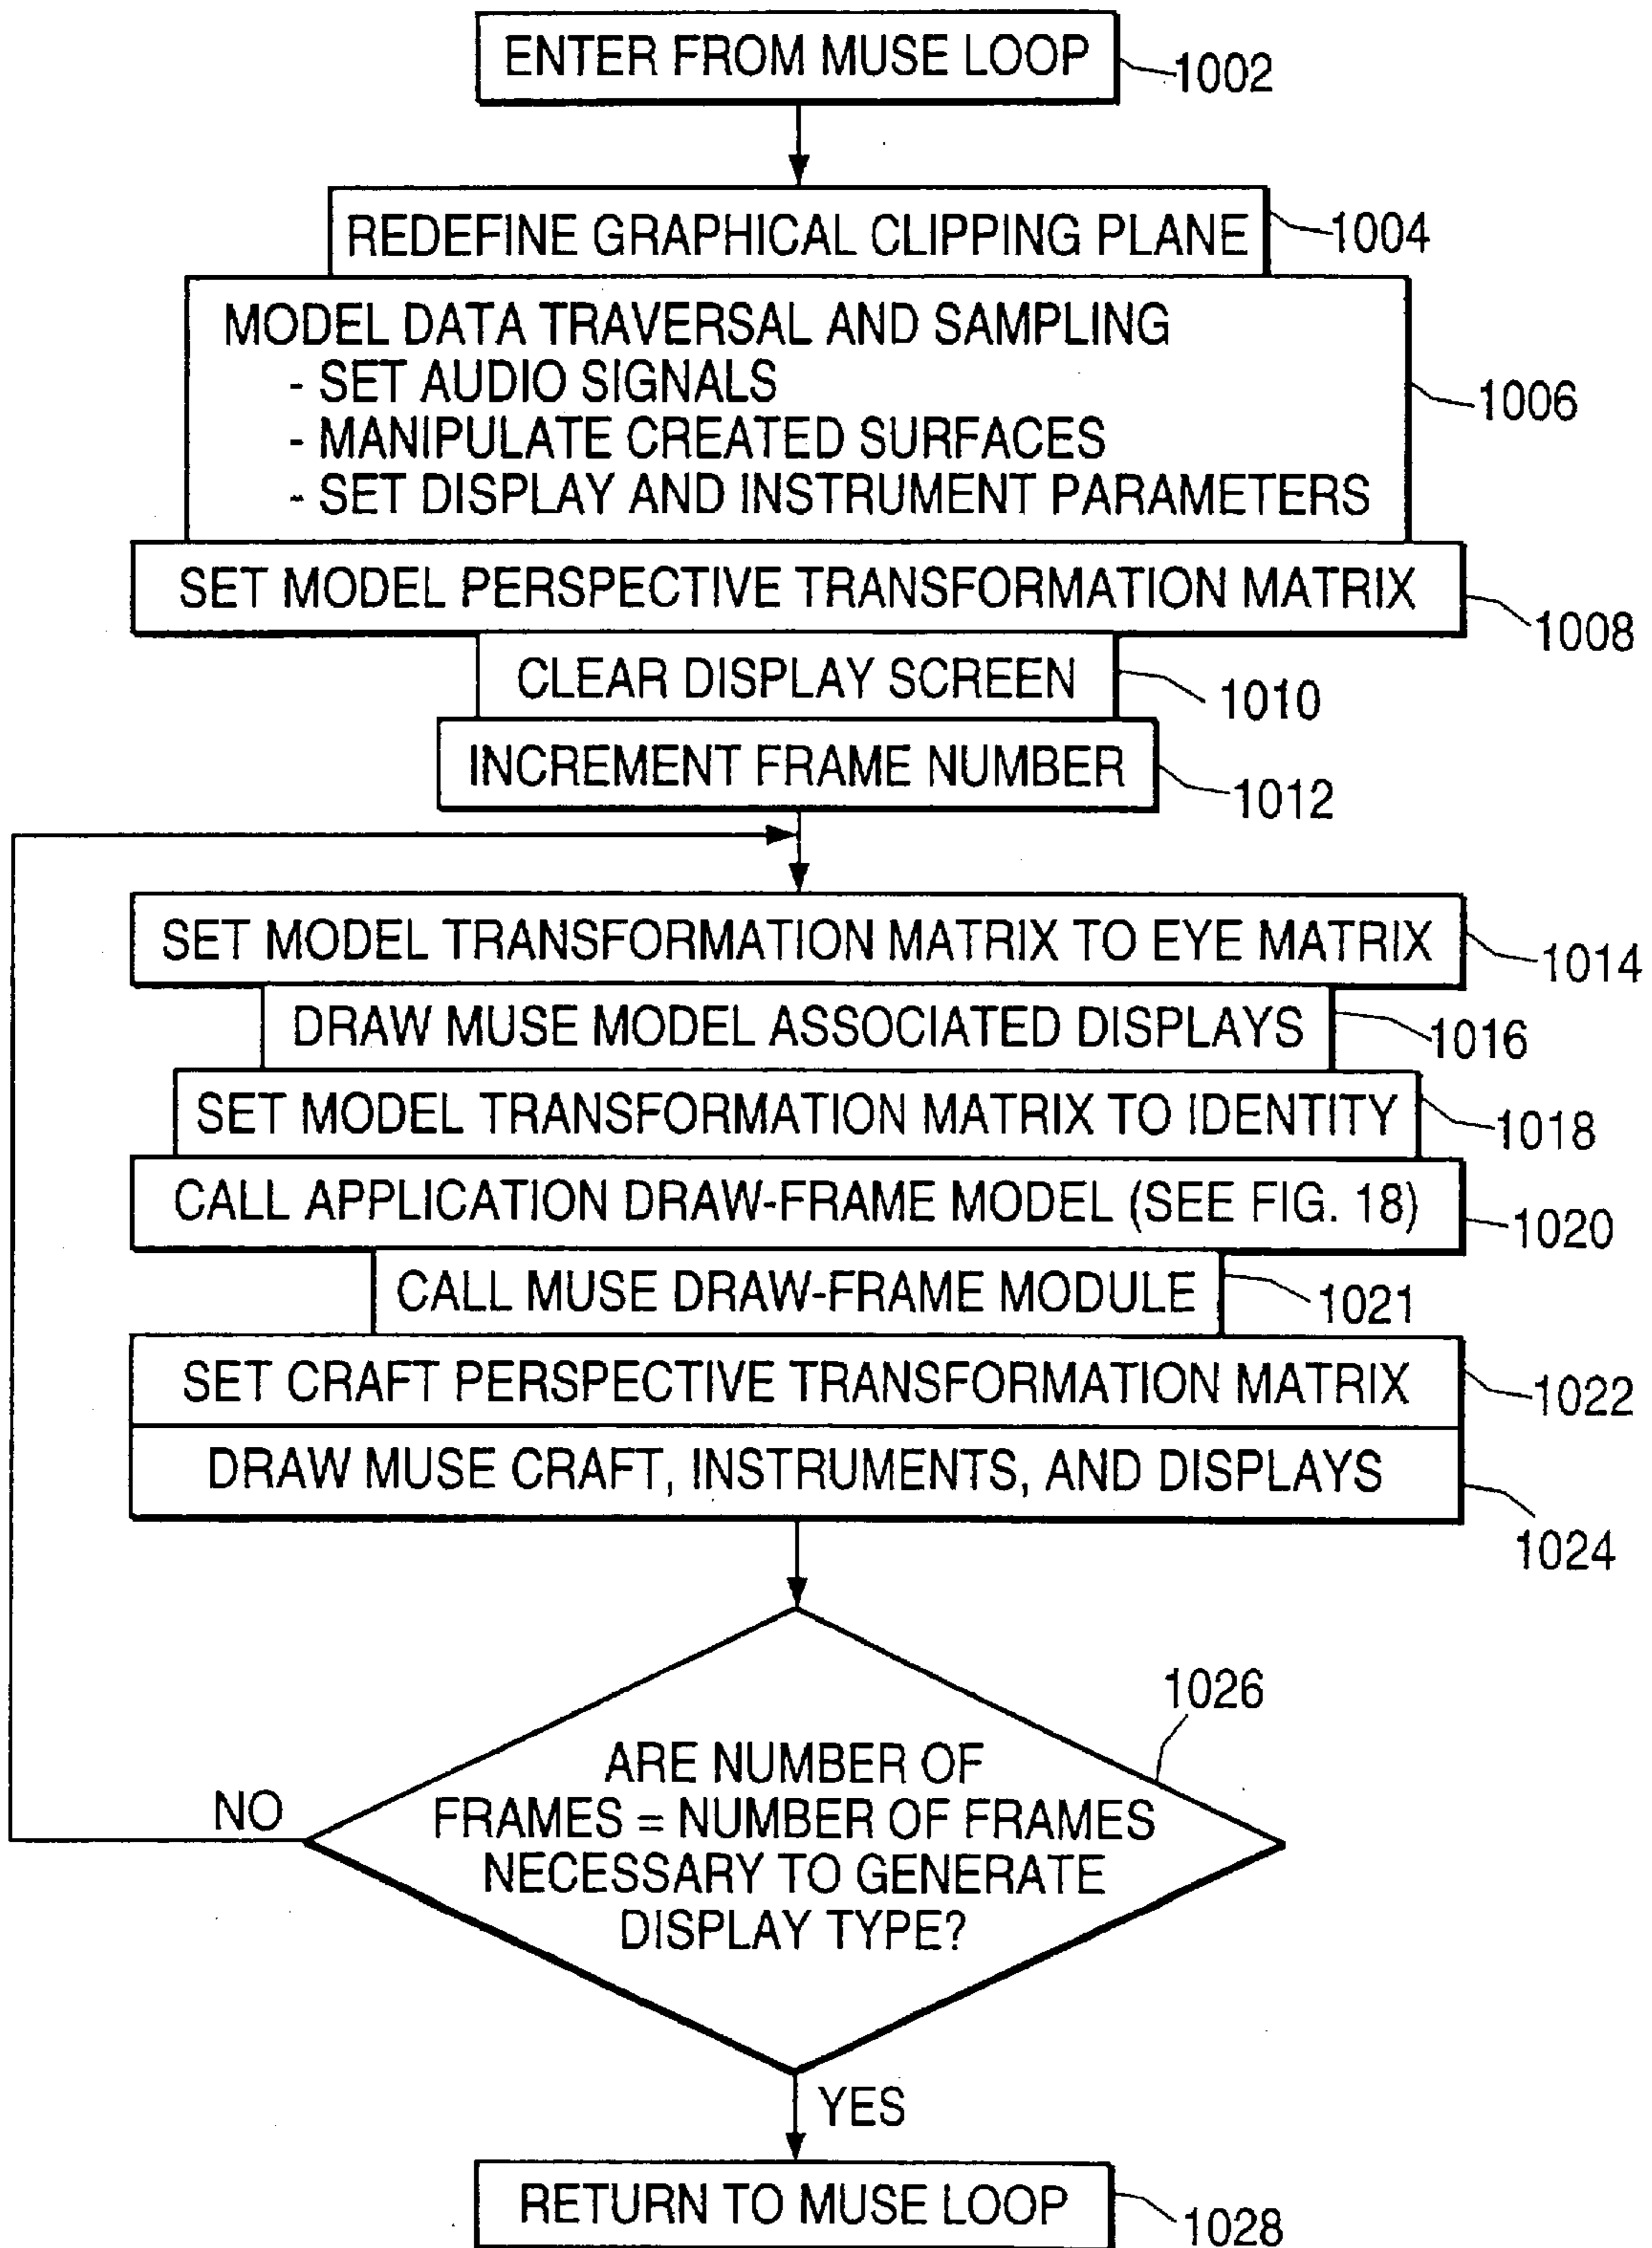 ENTER FROM MUSE LOOP
1002
REDEFINE GRAPHICAL CLIPPING PLANE
1004
MODEL DATA TRAVERSAL AND SAMPLING
- SET AUDIO SIGNALS
- MANIPULATE CREATED SURFACES
- SET DISPLAY AND INSTRUMENT PARAMETERS
1006
SET MODEL PERSPECTIVE TRANSFORMATION MATRIX
1008
CLEAR DISPLAY SCREEN
1010
INCREMENT FRAME NUMBER
1012
SET MODEL TRANSFORMATION MATRIX TO EYE MATRIX
1014
DRAW MUSE MODEL ASSOCIATED DISPLAYS
1016
SET MODEL TRANSFORMATION MATRIX TO IDENTITY
1018
CALL APPLICATION DRAW-FRAME MODEL (SEE FIG. 18)
1020
CALL MUSE DRAW-FRAME MODULE
1021
SET CRAFT PERSPECTIVE TRANSFORMATION MATRIX
1022
DRAW MUSE CRAFT, INSTRUMENTS, AND DISPLAYS
1024
1026
ARE NUMBER OF
FRAMES = NUMBER OF FRAMES
NECESSARY TO GENERATE
DISPLAY TYPE?
NO
YES
RETURN TO MUSE LOOP
1028